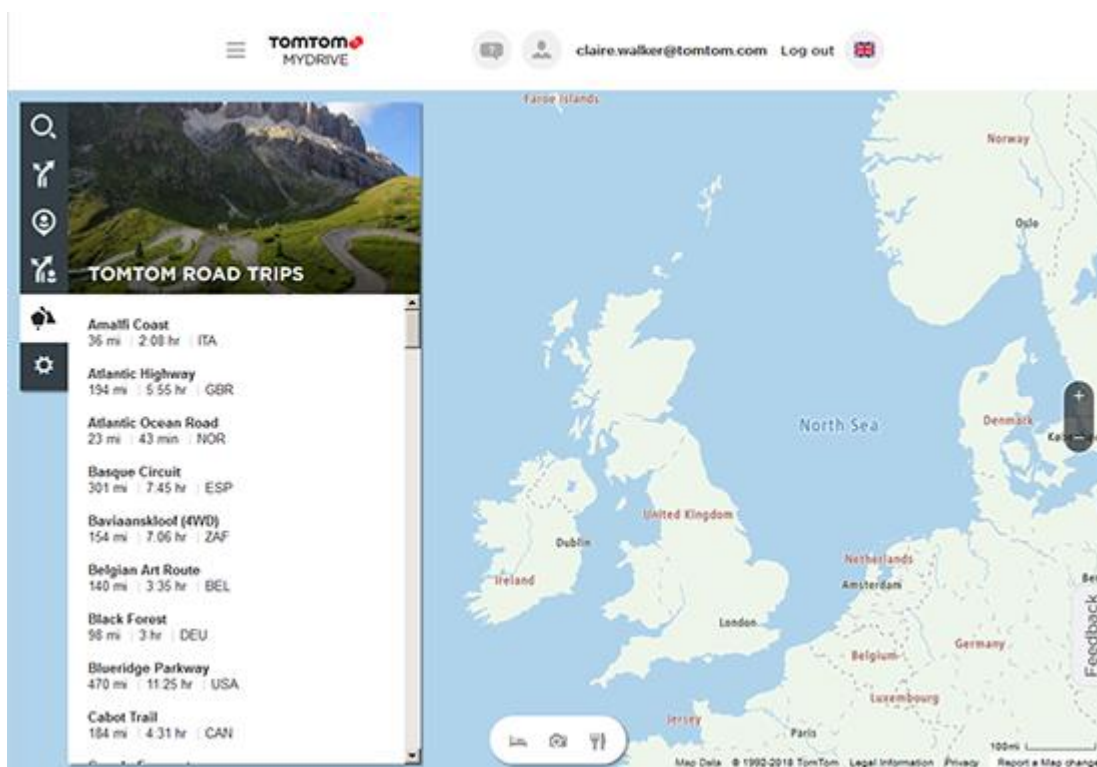 TOMTOM
MYDRIVE
claire.walker@tomtom.com Log out
TOMTOM ROAD TRIPS
Amalfi Coast
36 mi 2:08 hr ITA
Atlantic Highway
194 mi 5:55 hr GBR
Atlantic Ocean Road
23 mi 43 min NOR
Basque Circuit
301 mi 7:45 hr ESP
Baviaanskloof (4WD)
154 mi 7:06 hr ZAF
Belgian Art Route
140 mi 3:35 hr BEL
Black Forest
98 mi 3 hr DEU
Blueridge Parkway
470 mi 11:25 hr USA
Cabot Trail
184 mi 4:31 hr CAN
Faroe Islands
Norway
Oslo
North Sea
Denmark
United Kingdom
Dublin
Ireland
Netherlands
Amsterdam
London
Germany
Belgium
Luxembourg
Jersey
Paris
Feedback
100mi
Map Data © 1992-2018 TomTom Legal Information Privacy Report a Map change